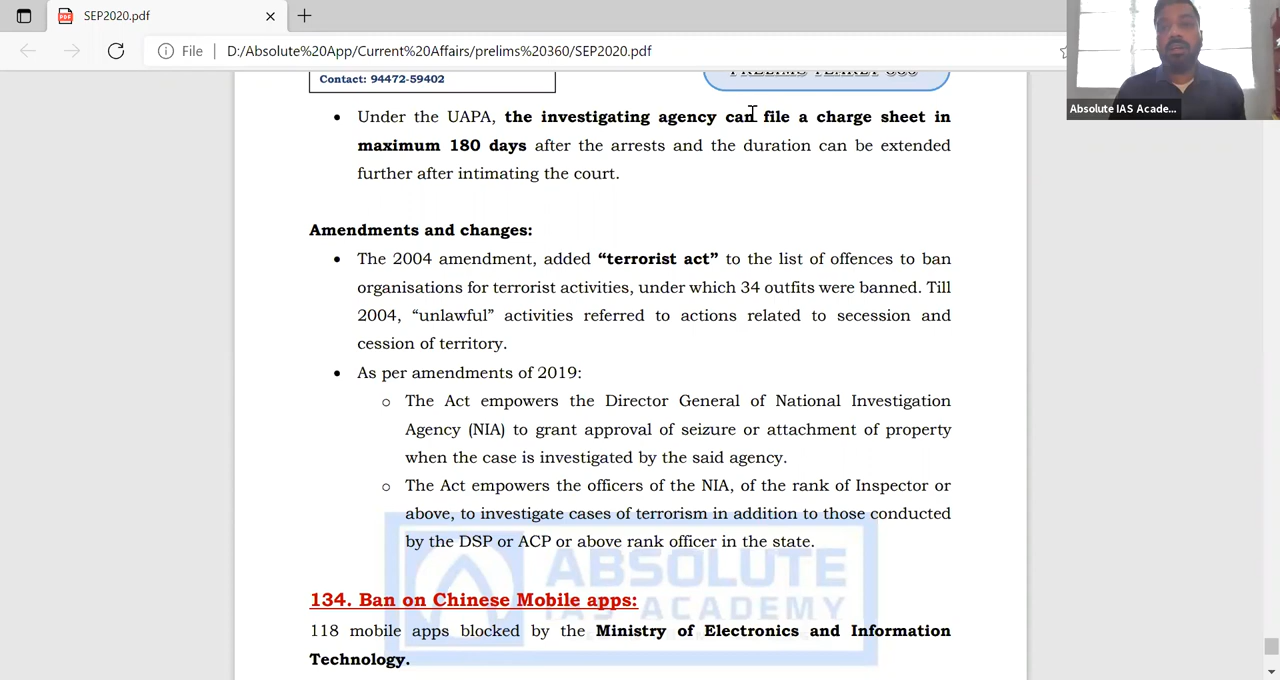 SEP2020.pdf
File
D:/Absolute%20App/Current%20Affairs/prelims%20360/SEP2020.pdf
Absolute IAS Acade...
Contact: 94472-59402
PRELIMS YEARLY 360
• Under the UAPA, the investigating agency can file a charge sheet in
maximum 180 days after the arrests and the duration can be extended
further after intimating the court.
Amendments and changes:
• The 2004 amendment, added “terrorist act” to the list of offences to ban
organisations for terrorist activities, under which 34 outfits were banned. Till
2004, “unlawful” activities referred to actions related to secession and
cession of territory.
• As per amendments of 2019:
o The Act empowers the Director General of National Investigation
Agency (NIA) to grant approval of seizure or attachment of property
when the case is investigated by the said agency.
o The Act empowers the officers of the NIA, of the rank of Inspector or
above, to investigate cases of terrorism in addition to those conducted
by the DSP or ACP or above rank officer in the state.
ABSOLUTE
IAS ACADEMY
134. Ban on Chinese Mobile apps:
118 mobile apps blocked by the Ministry of Electronics and Information
Technology.